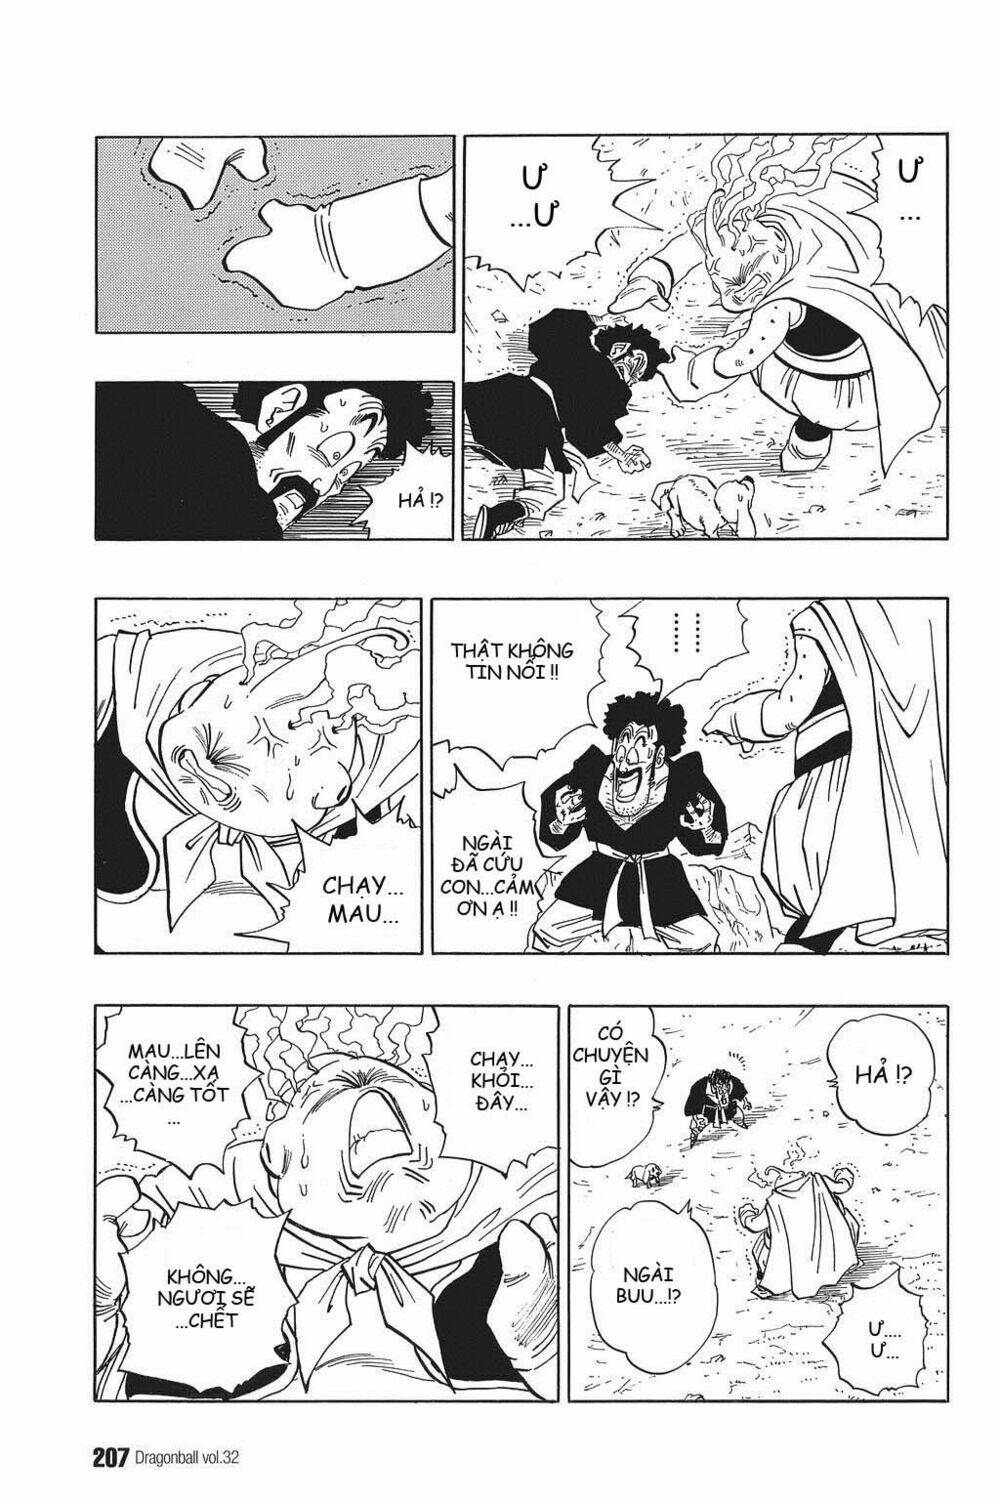 Ư
...
Ư
...Ư
HẢ !?
......
THẬT KHÔNG
TIN NỔI !!
NGÀI
ĐÃ CỨU
CON...CẢM
ƠN Ạ !!
CHẠY...
MAU...
HẢ !?
CÓ
CHUYỆN
GÌ
VẬY !?
NGÀI
BUU...!?
Ư....
Ư...
CHẠY...
KHỎI...
ĐÂY...
MAU...LÊN
CÀNG...XA
...CÀNG TỐT
...
KHÔNG...
NGƯƠI SẼ
...CHẾT
207 Dragonball vol.32